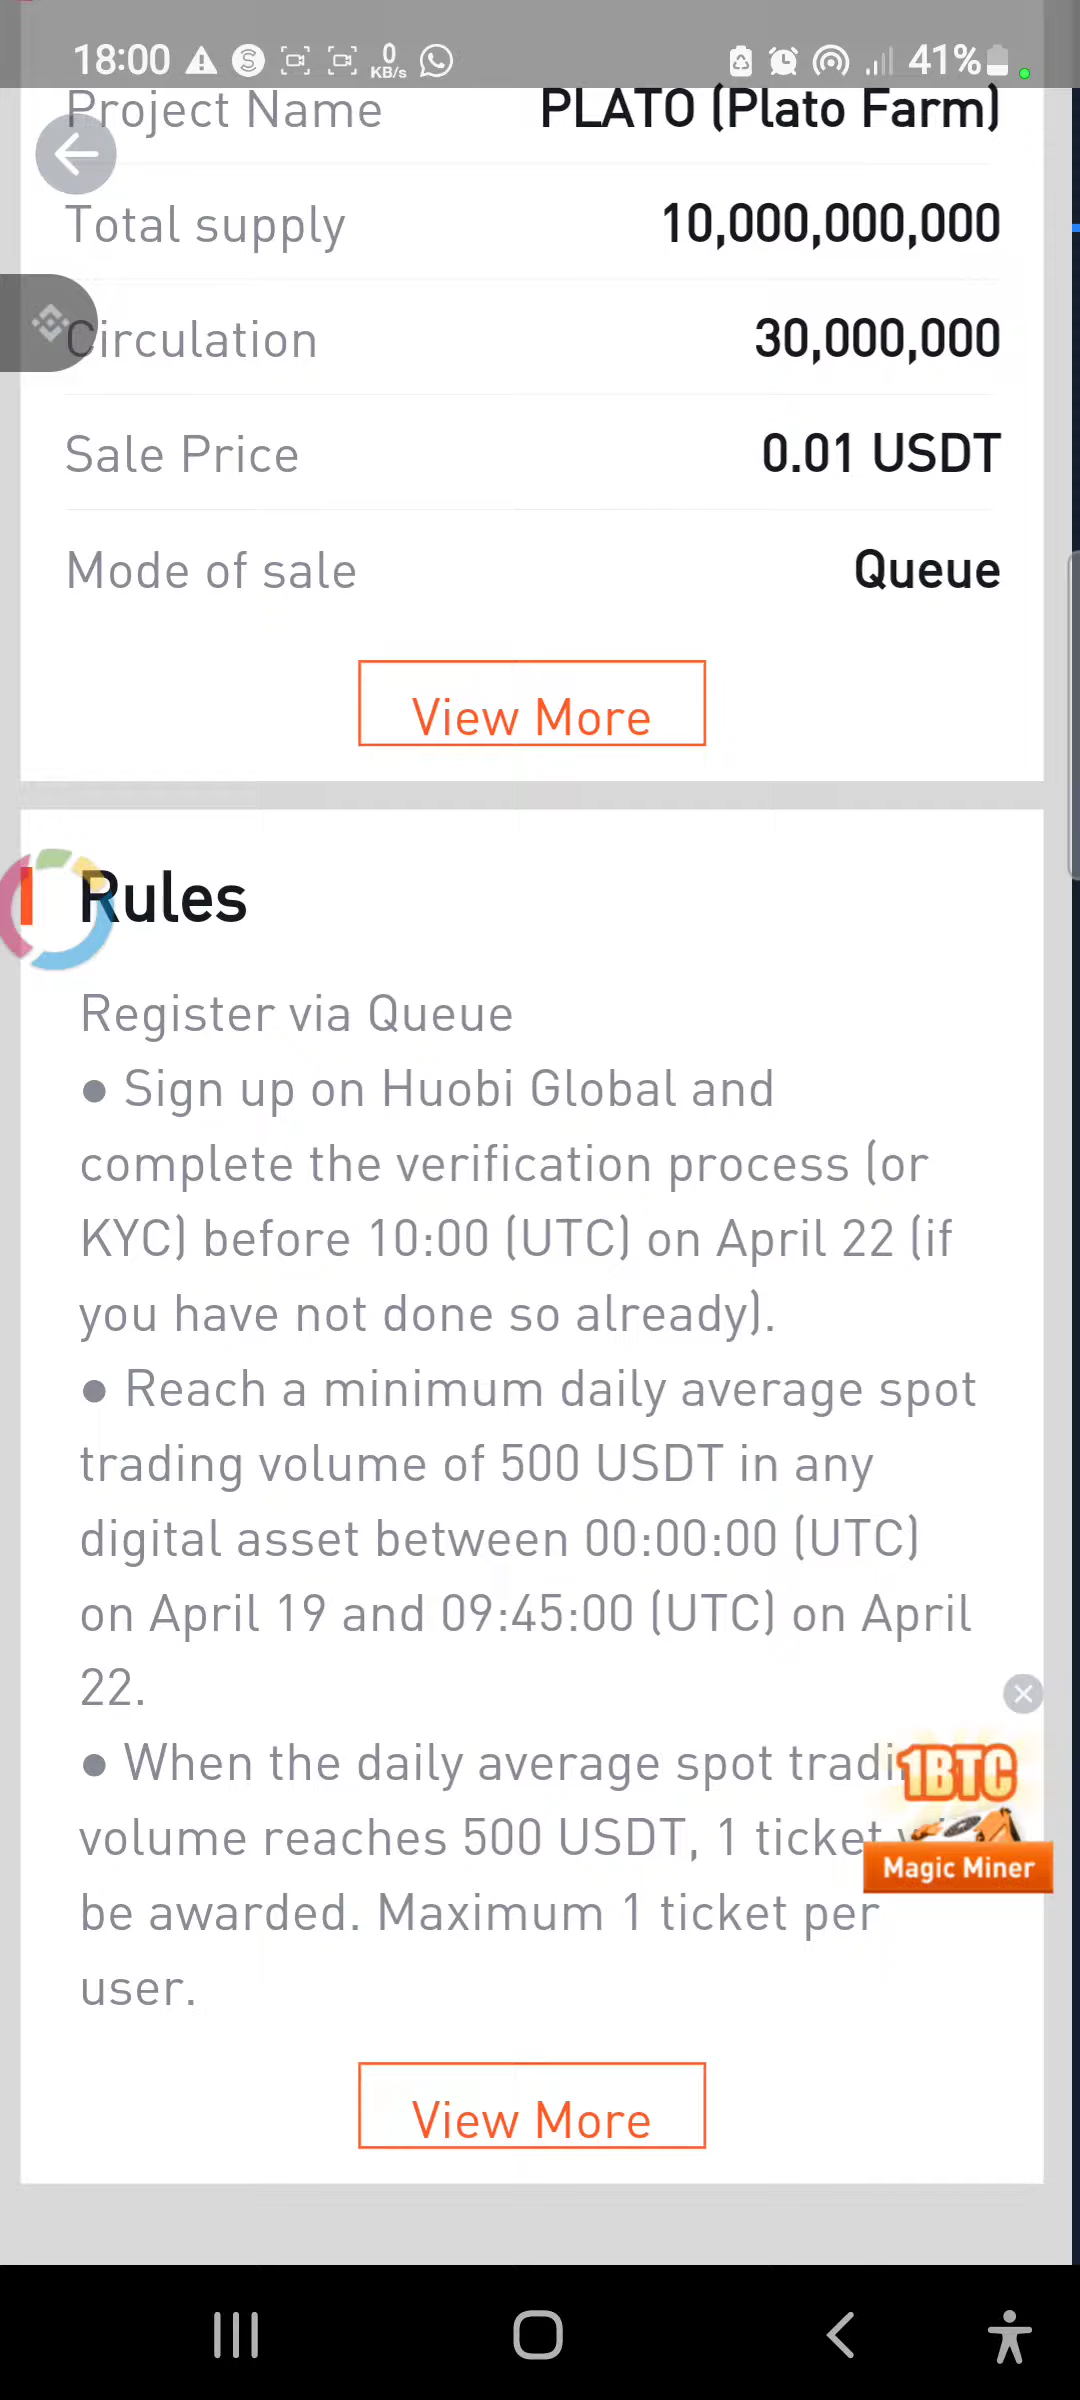 18:00 0 KB/s 41%
Project Name PLATO (Plato Farm)
Total supply 10,000,000,000
Circulation 30,000,000
Sale Price 0.01 USDT
Mode of sale Queue
View More
Rules
Register via Queue
● Sign up on Huobi Global and
complete the verification process (or
KYC) before 10:00 (UTC) on April 22 (if
you have not done so already).
● Reach a minimum daily average spot
trading volume of 500 USDT in any
digital asset between 00:00:00 (UTC)
on April 19 and 09:45:00 (UTC) on April
22.
● When the daily average spot
volume reaches 500 USDT, 1 ticket
be awarded. Maximum 1 ticket per
user.
1BTC
Magic Miner
View More